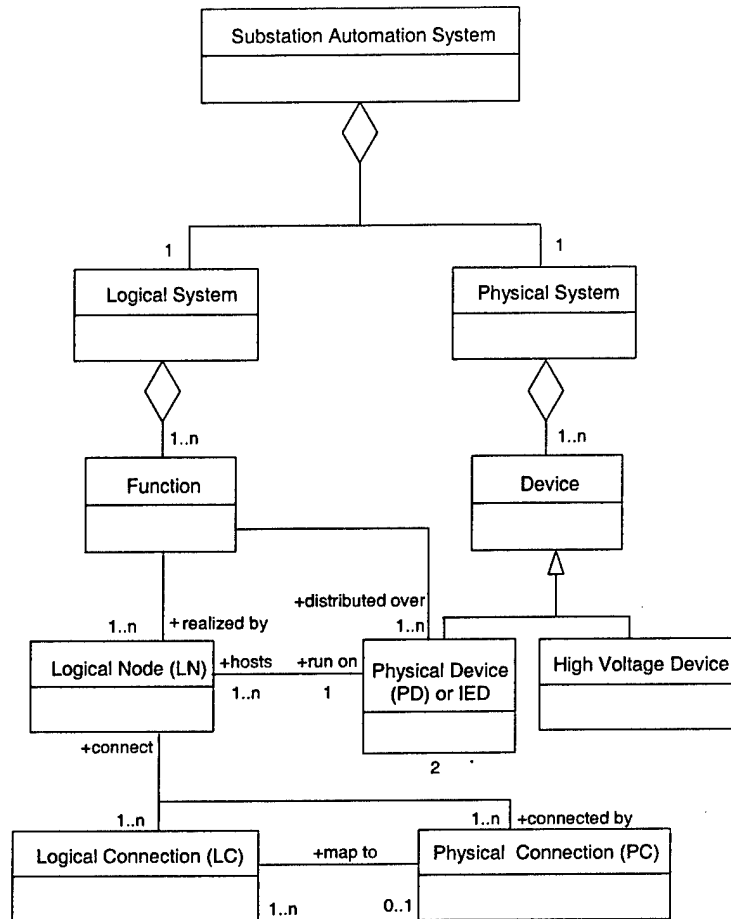 Substation Automation System
1
1
Logical System
Physical System
1..n
1..n
Function
Device
+distributed over
+realized by
1..n
1..n
Logical Node (LN)
+hosts
+run on
Physical Device
(PD) or IED
High Voltage Device
1..n
1
+connect
2
1..n
1..n
+connected by
Logical Connection (LC)
+map to
Physical Connection (PC)
1..n
0..1